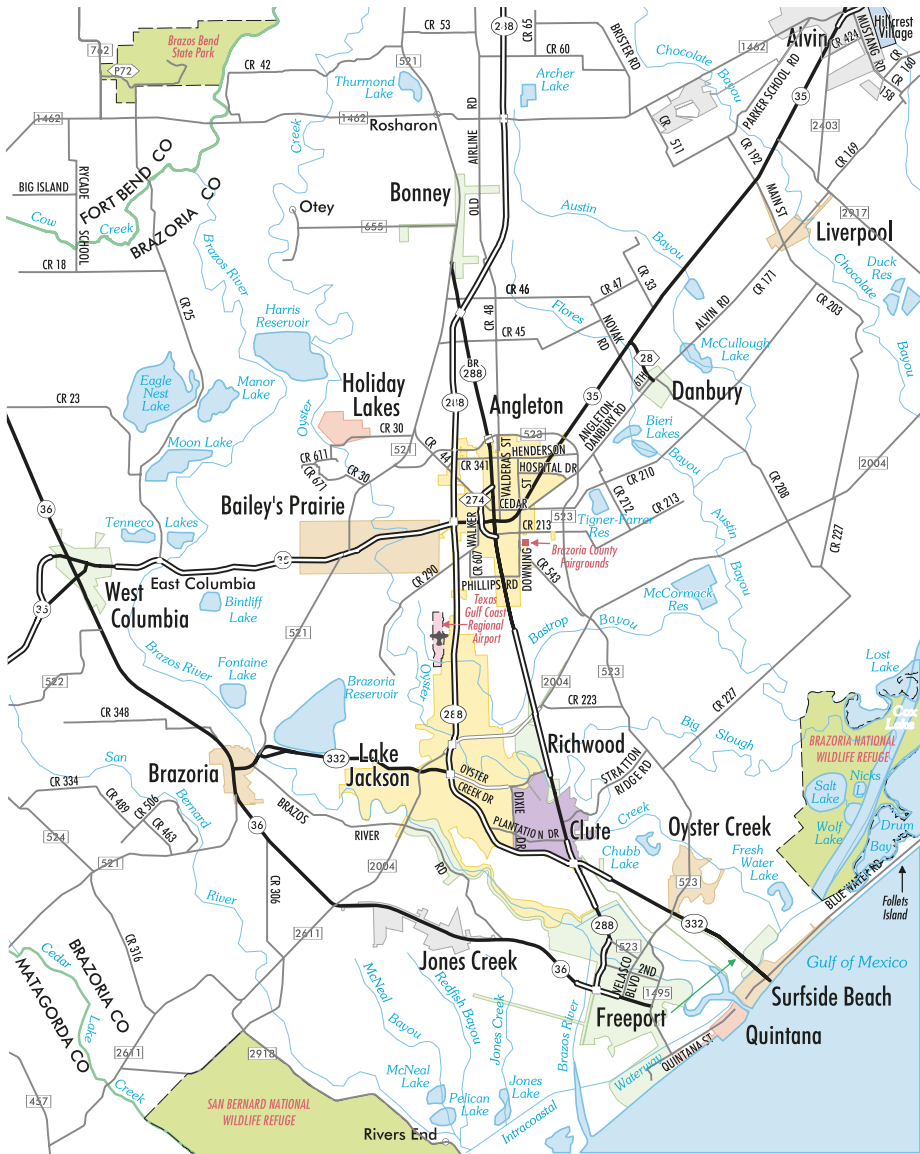 CR 53
288
CR 65
BRISTER RD
Chocolate
Bayou
1462
Alvin
MUSTANG RD
Hillcrest
Village
CR 424
CR
160
158
762
Brazos Bend
State Park
P72
CR 42
521
Thurmond
Lake
CR 60
Archer
Lake
PARKER SCHOOL RD
35
1462
1462
Rosharon
Creek
AIRLINE
RD
OLD
CR
511
2403
CR 192
CR 169
RYCADE
SCHOOL
BIG ISLAND
FORT BEND CO
BRAZORIA CO
Cow
Creek
CR 18
Otey
655
Bonney
Austin
Bayou
MAIN ST
2917
Liverpool
Duck
Res
Chocolate
Bayou
Brazos River
CR 25
Harris
Reservoir
CR 46
CR 47
CR 33
CR 48
CR 45
Flores
NOVAK
RD
ALVIN RD
CR 171
CR 203
McCullough
Lake
28
6TH
Danbury
BR
288
288
Eagle
Nest
Lake
Manor
Lake
Moon Lake
CR 23
Holiday
Lakes
Oyster
CR 30
CR 611
CR 671
CR 30
521
CR
44
Angleton
523
VALDERAS ST
HENDERSON
HOSPITAL DR
CR 341
ST
CEDAR
274
35
ANGLETON-
DANBURY RD
Bieri
Lakes
Bayou
CR 210
CR 212
CR 213
CR 208
2004
CR 227
36
Bailey's Prairie
Tenneco
Lakes
35
East Columbia
West
Columbia
35
Bintliff
Lake
CR 290
WALKER
CR 607
CR 213
523
Tigner-Farrer
Res
Brazoria County
Fairgrounds
DOWNING
CR 543
PHILLIPS RD
Texas
Gulf Coast
Regional
Airport
Austin
Bayou
McCormack
Res
Bastrop
Bayou
521
522
Brazos River
Fontaine
Lake
Brazoria
Reservoir
Oyster
523
2004
CR 223
CR 227
Big
Slough
Lost
Lake
Cox
Lake
BRAZORIA NATIONAL
WILDLIFE REFUGE
CR 348
288
332
Lake
Jackson
Richwood
San
Bernard
River
Brazoria
OYSTER
CREEK DR
STRATTON
RIDGE RD
Salt
Lake
Nicks
L
Wolf
Lake
Drum
Bay
CR 334
CR 489
CR 506
CR 463
36
BRAZOS
RIVER
RD
DIXIE
DR
PLANTATION DR
Clute
Creek
Chubb
Lake
Oyster Creek
Fresh
Water
Lake
BLUE WATER RD
Follets
Island
524
521
2004
523
CR 306
CR 316
2611
332
288
Jones Creek
36
523
VELASCO
BLVD
2ND
1495
Freeport
Gulf of Mexico
Surfside Beach
Quintana
QUINTANA ST
BRAZORIA CO
MATAGORDA CO
Cedar
Lake
Creek
McNeal
Bayou
Redfish Bayou
Jones Creek
Brazos River
Intracoastal
Waterway
2611
2918
457
SAN BERNARD NATIONAL
WILDLIFE REFUGE
McNeal
Lake
Pelican
Lake
Jones
Lake
Rivers End